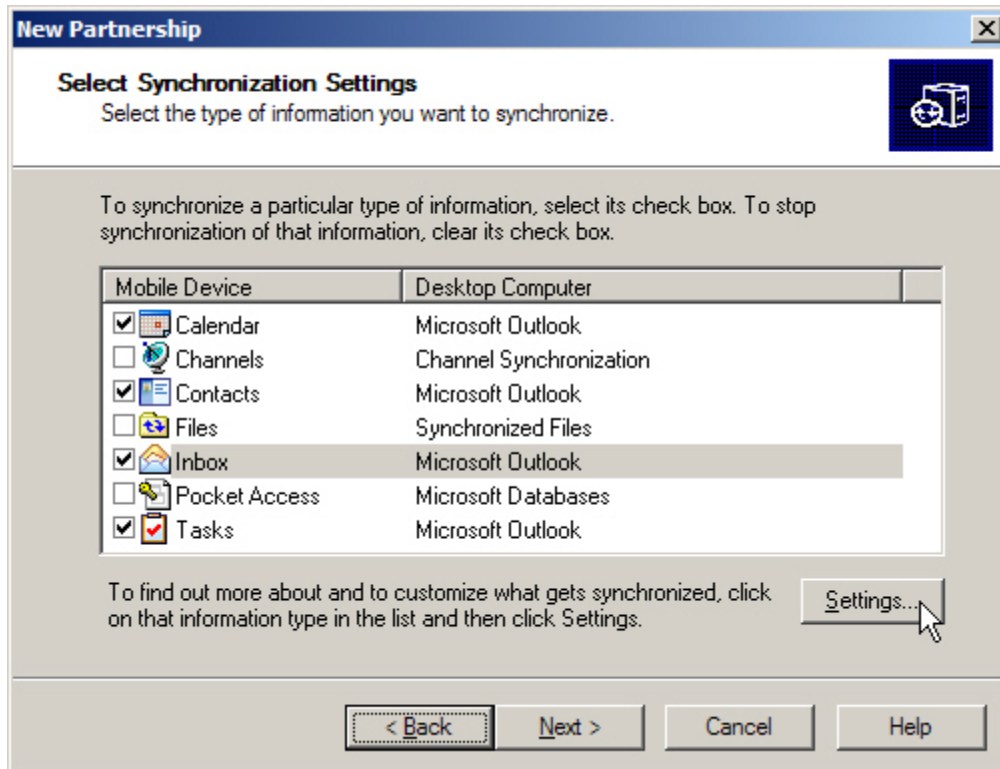 New Partnership
Select Synchronization Settings
Select the type of information you want to synchronize.
To synchronize a particular type of information, select its check box. To stop
synchronization of that information, clear its check box.
Mobile Device Desktop Computer
Calendar Microsoft Outlook
Channels Channel Synchronization
Contacts Microsoft Outlook
Files Synchronized Files
Inbox Microsoft Outlook
Pocket Access Microsoft Databases
Tasks Microsoft Outlook
To find out more about and to customize what gets synchronized, click
on that information type in the list and then click Settings.
Settings...
< Back Next > Cancel Help